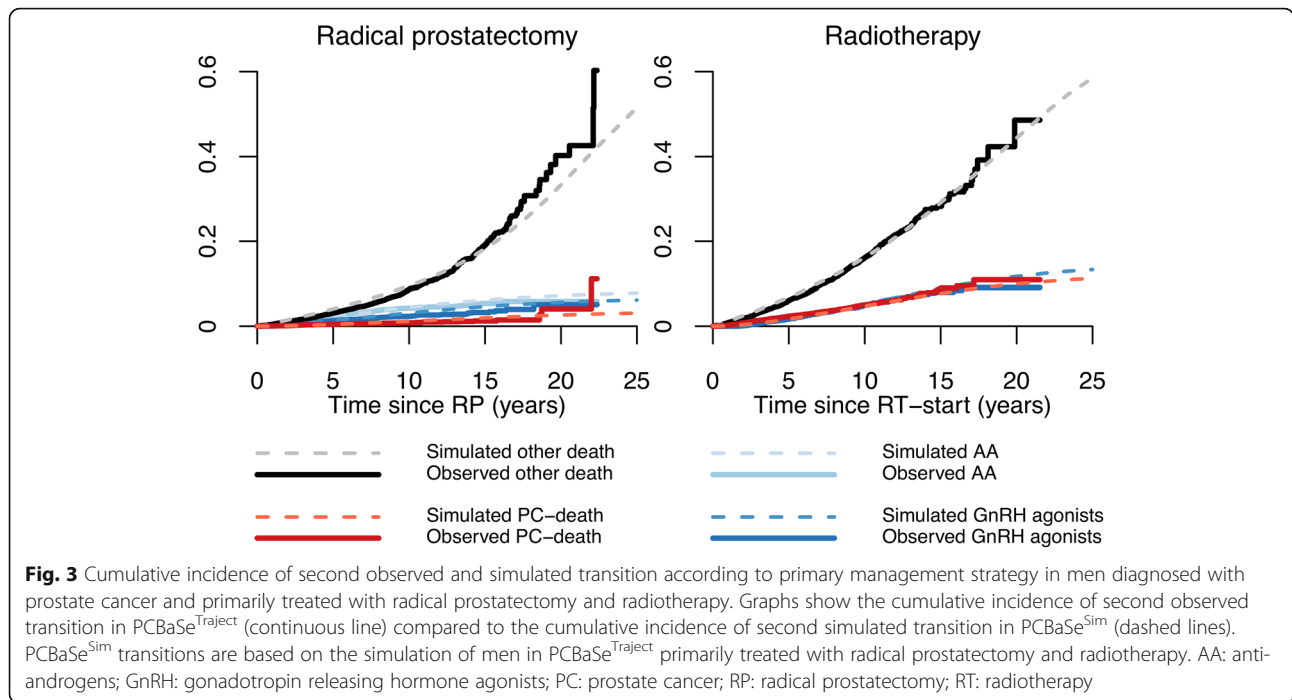 Radical prostatectomy
Radiotherapy
0.6
0.4
0.2
0
0 5 10 15 20 25
Time since RP (years)
0.6
0.4
0.2
0
0 5 10 15 20 25
Time since RT−start (years)
Simulated other death
Observed other death
Simulated PC−death
Observed PC−death
Simulated AA
Observed AA
Simulated GnRH agonists
Observed GnRH agonists
Fig. 3 Cumulative incidence of second observed and simulated transition according to primary management strategy in men diagnosed with
prostate cancer and primarily treated with radical prostatectomy and radiotherapy. Graphs show the cumulative incidence of second observed
transition in PCBaSeTraject (continuous line) compared to the cumulative incidence of second simulated transition in PCBaSeSim (dashed lines).
PCBaSeSim transitions are based on the simulation of men in PCBaSeTraject primarily treated with radical prostatectomy and radiotherapy. AA: anti-
androgens; GnRH: gonadotropin releasing hormone agonists; PC: prostate cancer; RP: radical prostatectomy; RT: radiotherapy